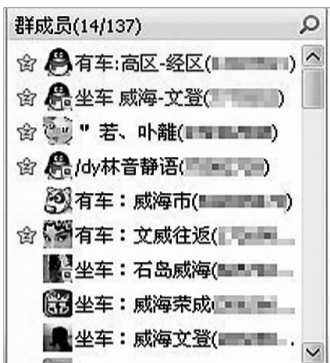 群成员(14/137)
有车:高区-经区(
坐车 威海-文登(
" 若、卟離(
/dy林音静语(
有车：威海市(
有车：文威往返(
坐车：石岛威海(
坐车：威海荣成(
坐车：威海文登(